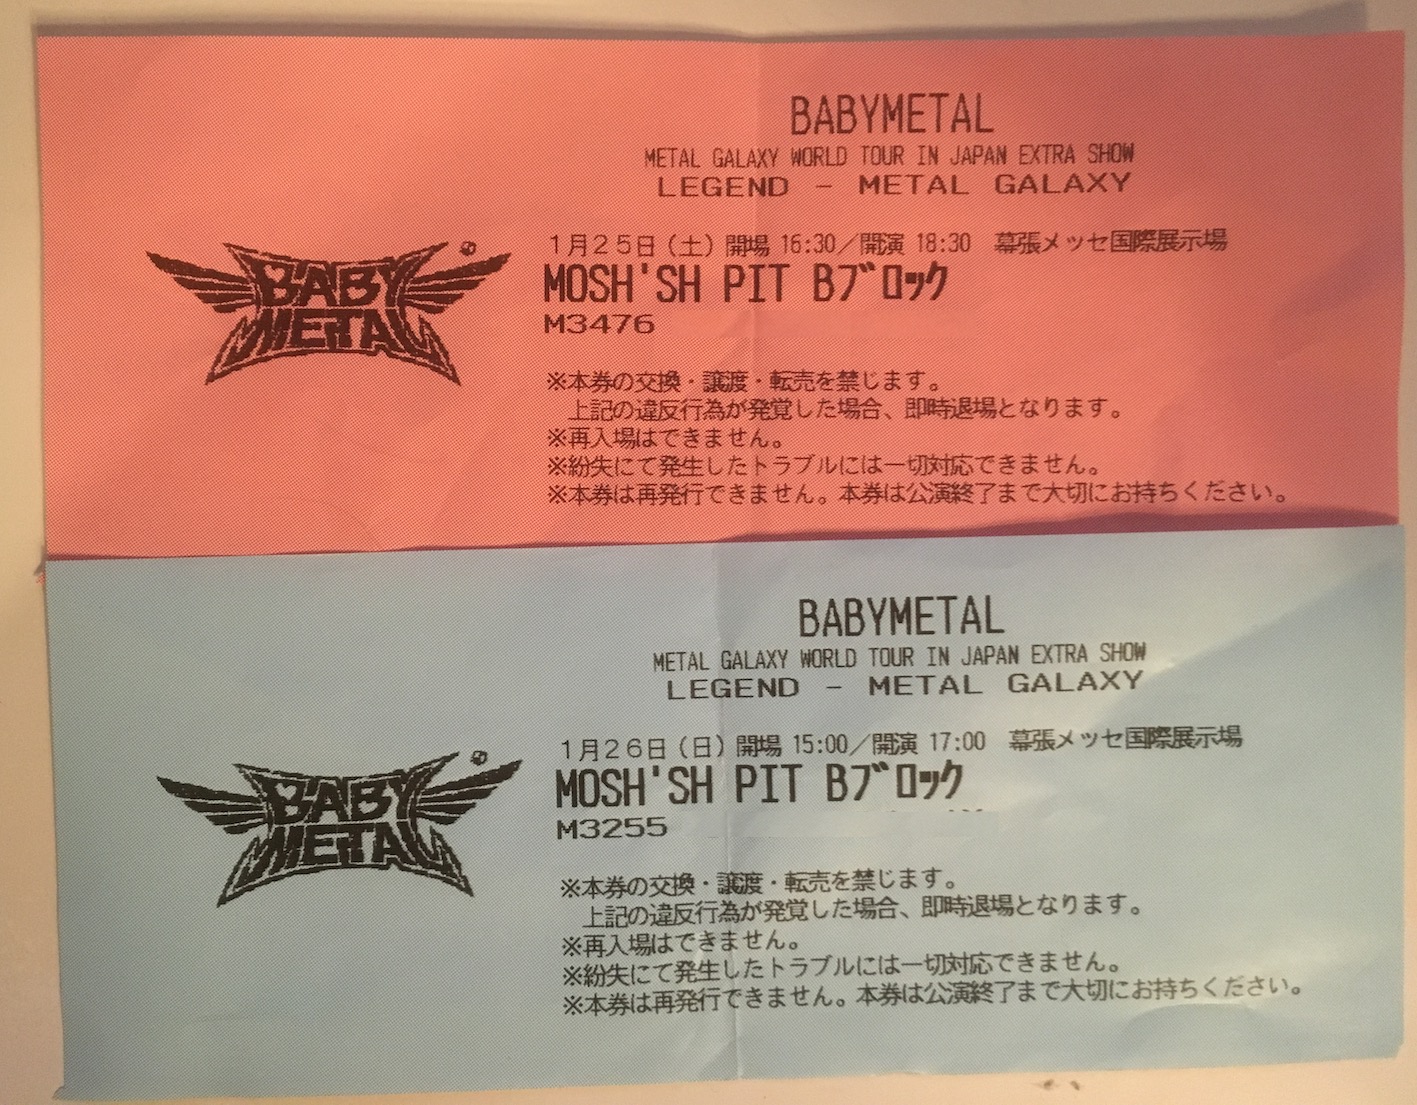 BABYMETAL
METAL GALAXY WORLD TOUR IN JAPAN EXTRA SHOW
LEGEND － METAL GALAXY
BABY
METAL
1月25日(土) 開場 16:30／開演 18:30　幕張メッセ国際展示場
MOSH'SH PIT Bブロック
M3476
※本券の交換・譲渡・転売を禁じます。
上記の違反行為が発覚した場合、即時退場となります。
※再入場はできません。
※紛失にて発生したトラブルには一切対応できません。
※本券は再発行できません。本券は公演終了まで大切にお持ちください。
BABYMETAL
METAL GALAXY WORLD TOUR IN JAPAN EXTRA SHOW
LEGEND － METAL GALAXY
BABY
METAL
1月26日(日) 開場 15:00／開演 17:00　幕張メッセ国際展示場
MOSH'SH PIT Bブロック
M3255
※本券の交換・譲渡・転売を禁じます。
上記の違反行為が発覚した場合、即時退場となります。
※再入場はできません。
※紛失にて発生したトラブルには一切対応できません。
※本券は再発行できません。本券は公演終了まで大切にお持ちください。